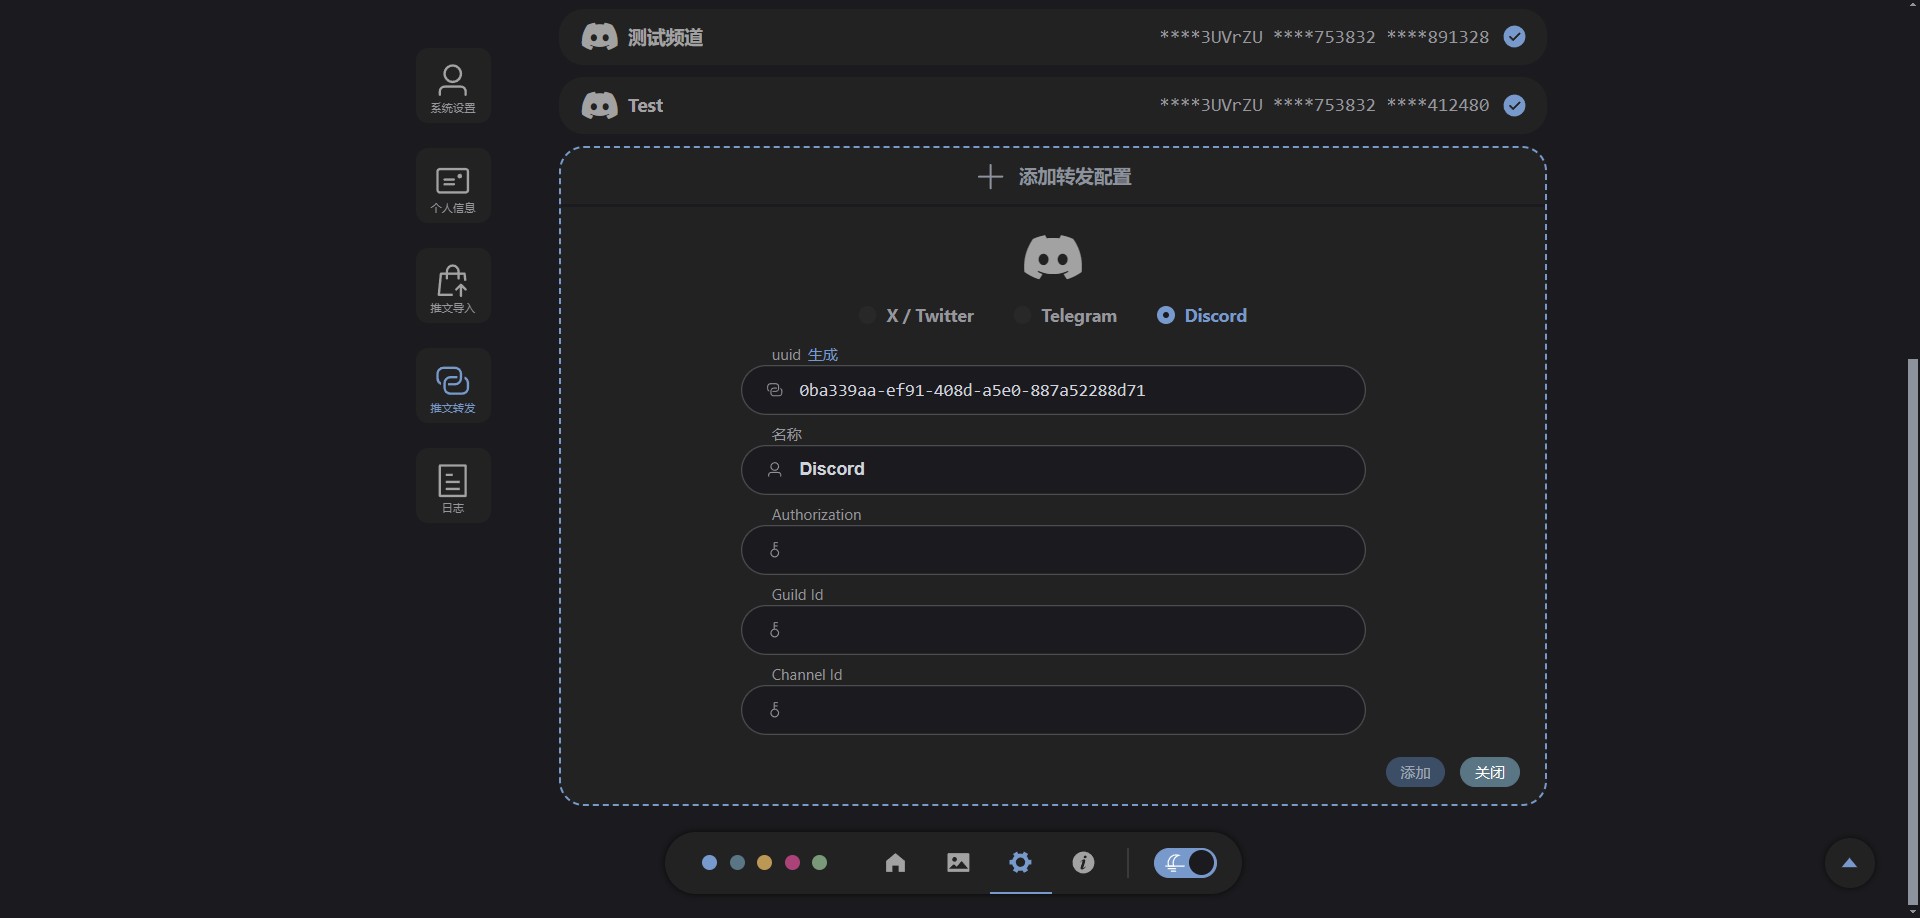 测试频道
****3UVrZU ****753832 ****891328
Test
****3UVrZU ****753832 ****412480
系统设置
个人信息
推文导入
推文转发
日志
添加转发配置
X / Twitter
Telegram
Discord
uuid 生成
0ba339aa-ef91-408d-a5e0-887a52288d71
名称
Discord
Authorization
Guild Id
Channel Id
添加
关闭